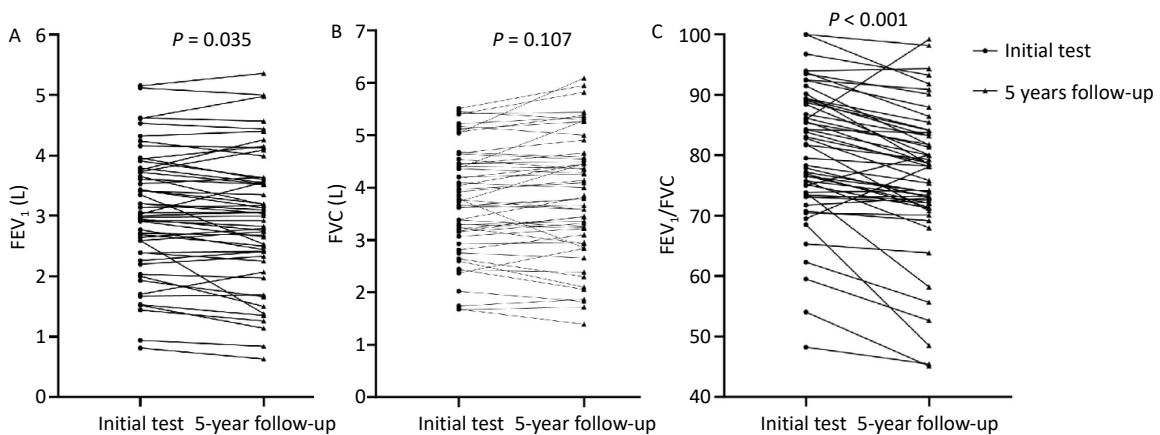 A
P = 0.035
FEV₁ (L)
6
5
4
3
2
1
0
Initial test 5-year follow-up
B
P = 0.107
FVC (L)
7
6
5
4
3
2
1
0
Initial test 5-year follow-up
C
P < 0.001
FEV₁/FVC
100
90
80
70
60
50
40
Initial test 5-year follow-up
Initial test
5 years follow-up